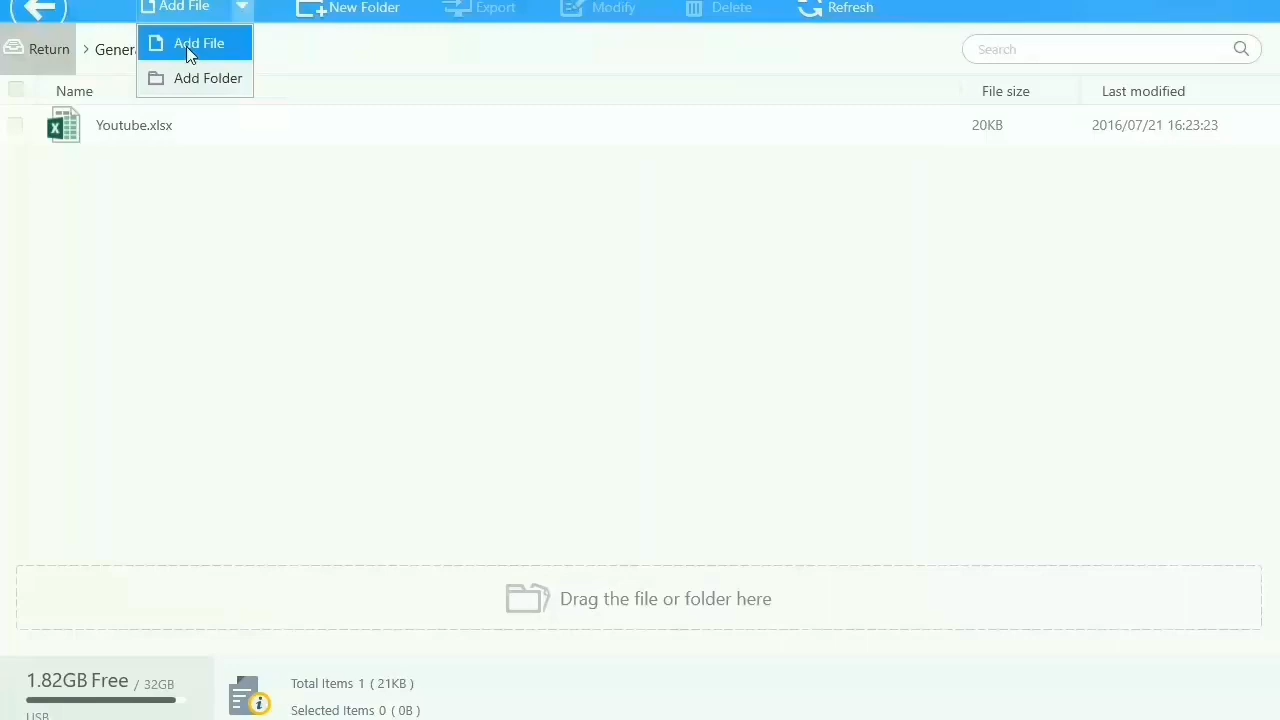 Add File
New Folder
Export
Modify
Delete
Refresh
Return
Add File
Add Folder
Search
Name
File size
Last modified
Youtube.xlsx
20KB
2016/07/21 16:23:23
Drag the file or folder here
1.82GB Free / 32GB
USB
Total Items 1 ( 21KB )
Selected Items 0 ( 0B )